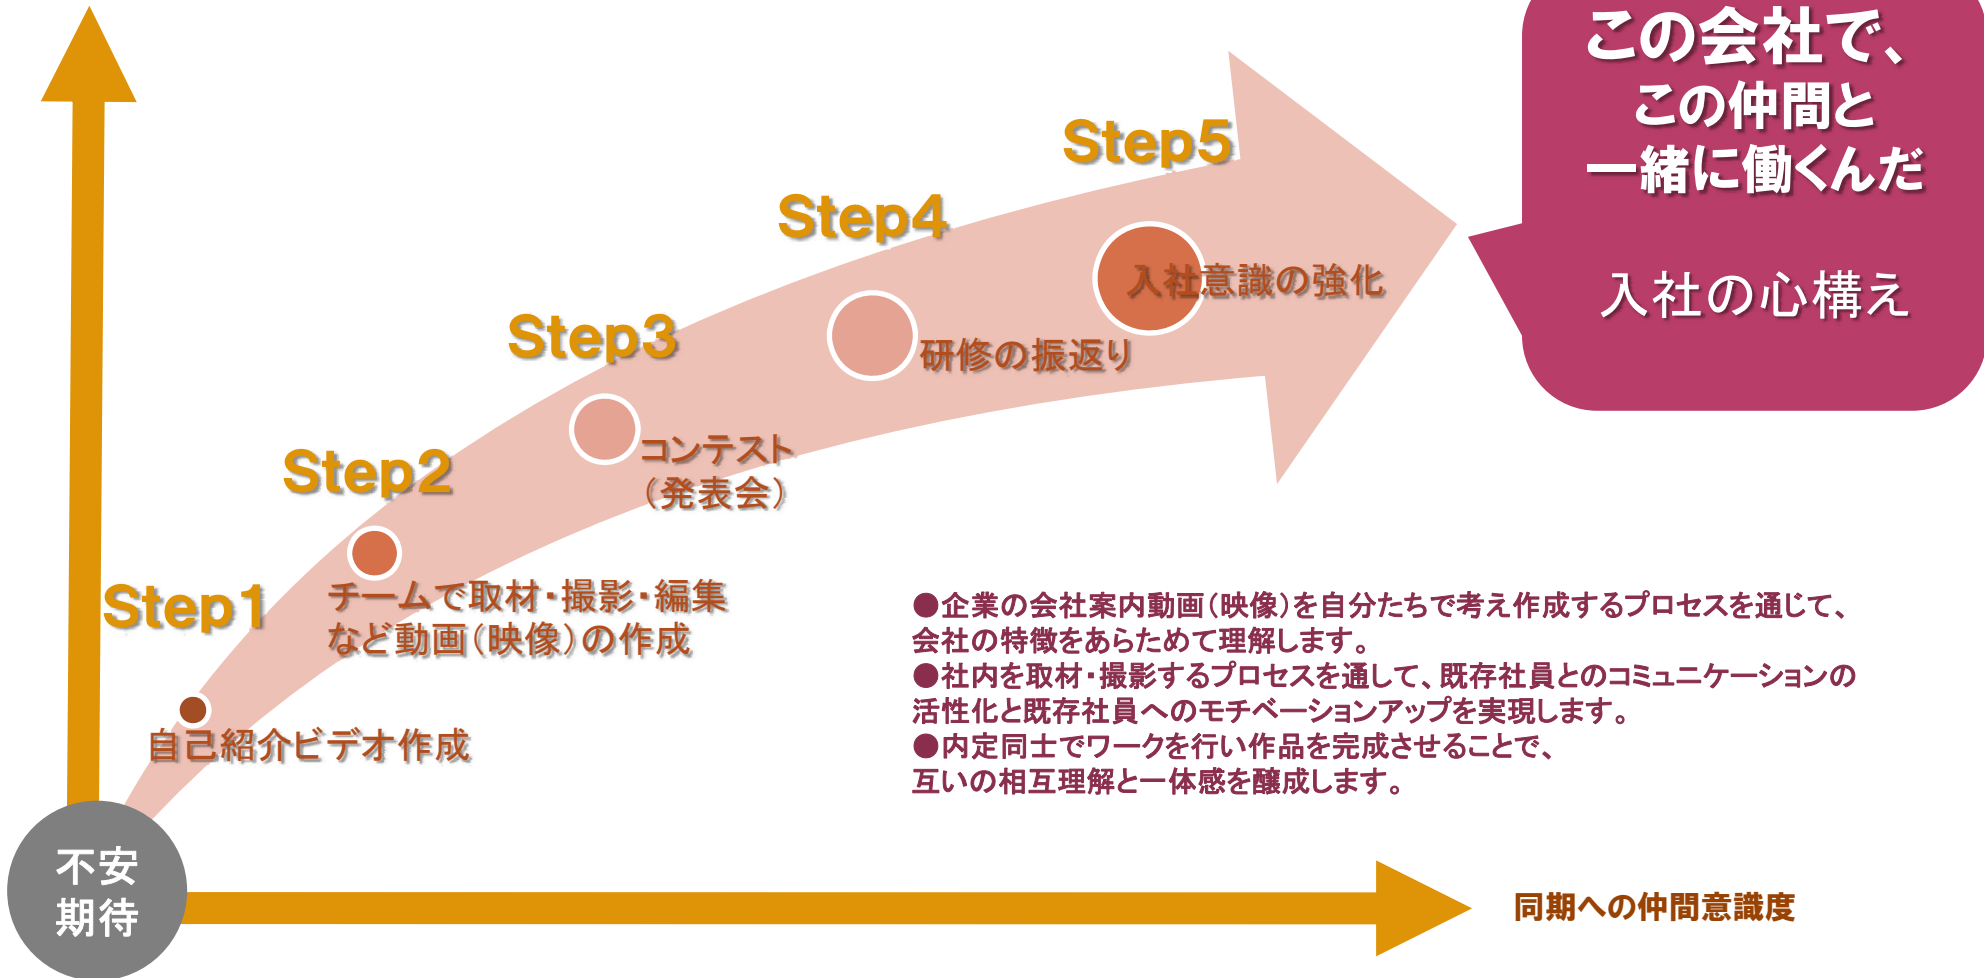 この会社で、
この仲間と
一緒に働くんだ
入社の心構え
Step5
入社意識の強化
Step4
研修の振返り
Step3
コンテスト
（発表会）
Step2
チームで取材・撮影・編集
など動画（映像）の作成
Step1
自己紹介ビデオ作成
●企業の会社案内動画（映像）を自分たちで考え作成するプロセスを通じて、
会社の特徴をあらためて理解します。
●社内を取材・撮影するプロセスを通して、既存社員とのコミュニケーションの
活性化と既存社員へのモチベーションアップを実現します。
●内定同士でワークを行い作品を完成させることで、
互いの相互理解と一体感を醸成します。
不安
期待
同期への仲間意識度